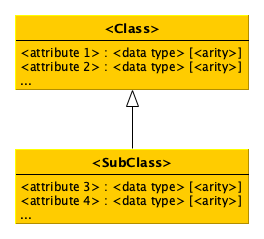 <Class>
<attribute 1> : <data type> [<arity>]
<attribute 2> : <data type> [<arity>]
...
<SubClass>
<attribute 3> : <data type> [<arity>]
<attribute 4> : <data type> [<arity>]
...